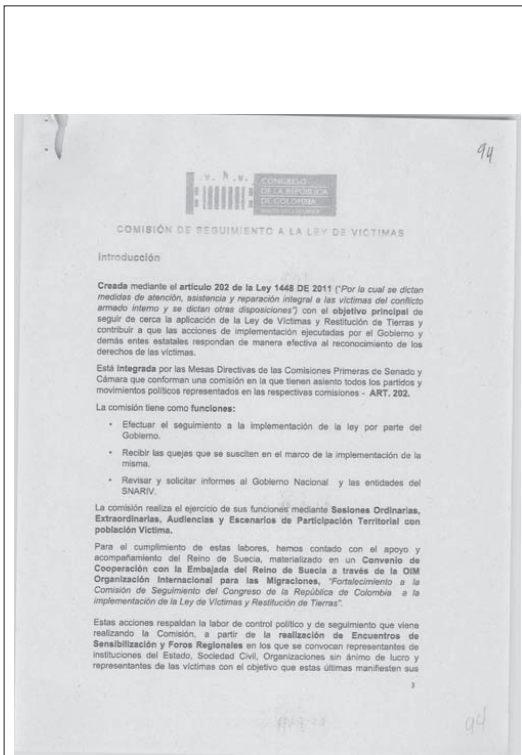 94
CONGRESO
DE LA REPÚBLICA
DE COLOMBIA
COMISIÓN DE SEGUIMIENTO A LA LEY DE VICTIMAS
Introducción
Creada mediante el artículo 202 de la Ley 1448 DE 2011 ("Por la cual se dictan
medidas de atención, asistencia y reparación integral a las víctimas del conflicto
armado interno y se dictan otras disposiciones") con el objetivo principal de
seguir de cerca la aplicación de la Ley de Víctimas y Restitución de Tierras y
contribuir a que las acciones de implementación ejecutadas por el Gobierno y
demás entes estatales respondan de manera efectiva al reconocimiento de los
derechos de las víctimas.
Está integrada por las Mesas Directivas de las Comisiones Primeras de Senado y
Cámara que conforman una comisión en la que tienen asiento todos los partidos y
movimientos políticos representados en las respectivas comisiones - ART. 202.
La comisión tiene como funciones:
• Efectuar el seguimiento a la implementación de la ley por parte del
Gobierno.
• Recibir las quejas que se susciten en el marco de la implementación de la
misma.
• Revisar y solicitar informes al Gobierno Nacional y las entidades del
SNARIV.
La comisión realiza el ejercicio de sus funciones mediante Sesiones Ordinarias,
Extraordinarias, Audiencias y Escenarios de Participación Territorial con
población Víctima.
Para el cumplimiento de estas labores, hemos contado con el apoyo y
acompañamiento del Reino de Suecia, materializado en un Convenio de
Cooperación con la Embajada del Reino de Suecia a través de la OIM
Organización Internacional para las Migraciones, "Fortalecimiento a la
Comisión de Seguimiento del Congreso de la República de Colombia a la
implementación de la Ley de Víctimas y Restitución de Tierras".
Estas acciones respaldan la labor de control político y de seguimiento que viene
realizando la Comisión, a partir de la realización de Encuentros de
Sensibilización y Foros Regionales en los que se convocan representantes de
instituciones del Estado, Sociedad Civil, Organizaciones sin ánimo de lucro y
representantes de las víctimas con el objetivo que estas últimas manifiesten sus
3
94